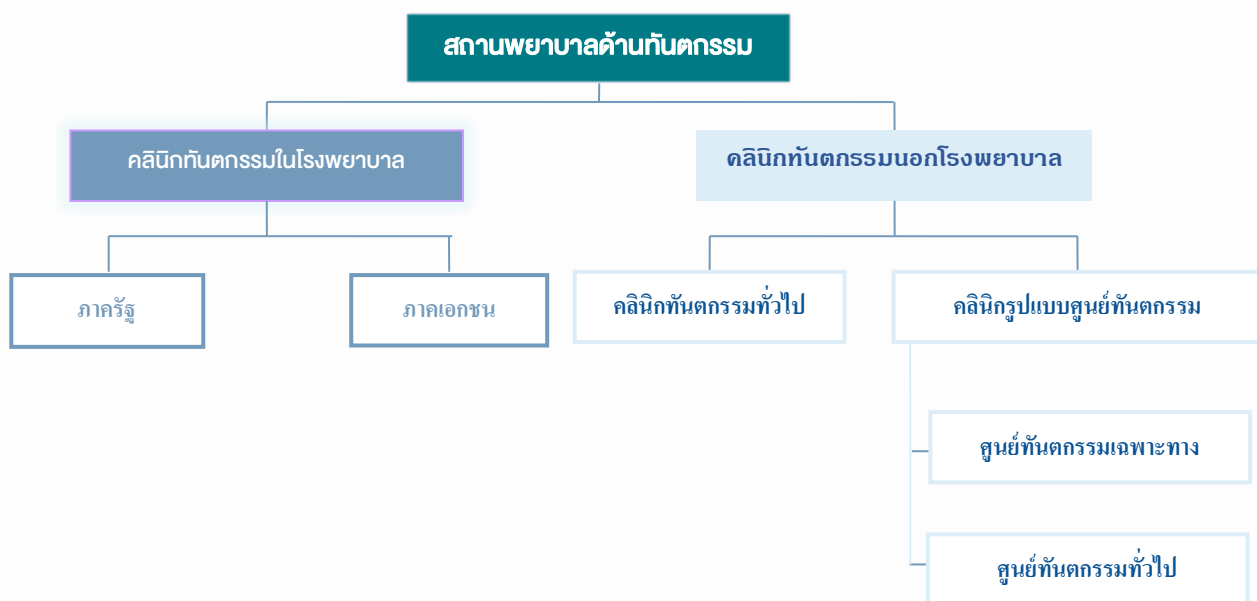 สถานพยาบาลด้านทันตกรรม
คลินิกทันตกรรมในโรงพยาบาล
คลินิกทันตกรรมนอกโรงพยาบาล
ภาครัฐ
ภาคเอกชน
คลินิกทันตกรรมทั่วไป
คลินิกรูปแบบศูนย์ทันตกรรม
ศูนย์ทันตกรรมเฉพาะทาง
ศูนย์ทันตกรรมทั่วไป